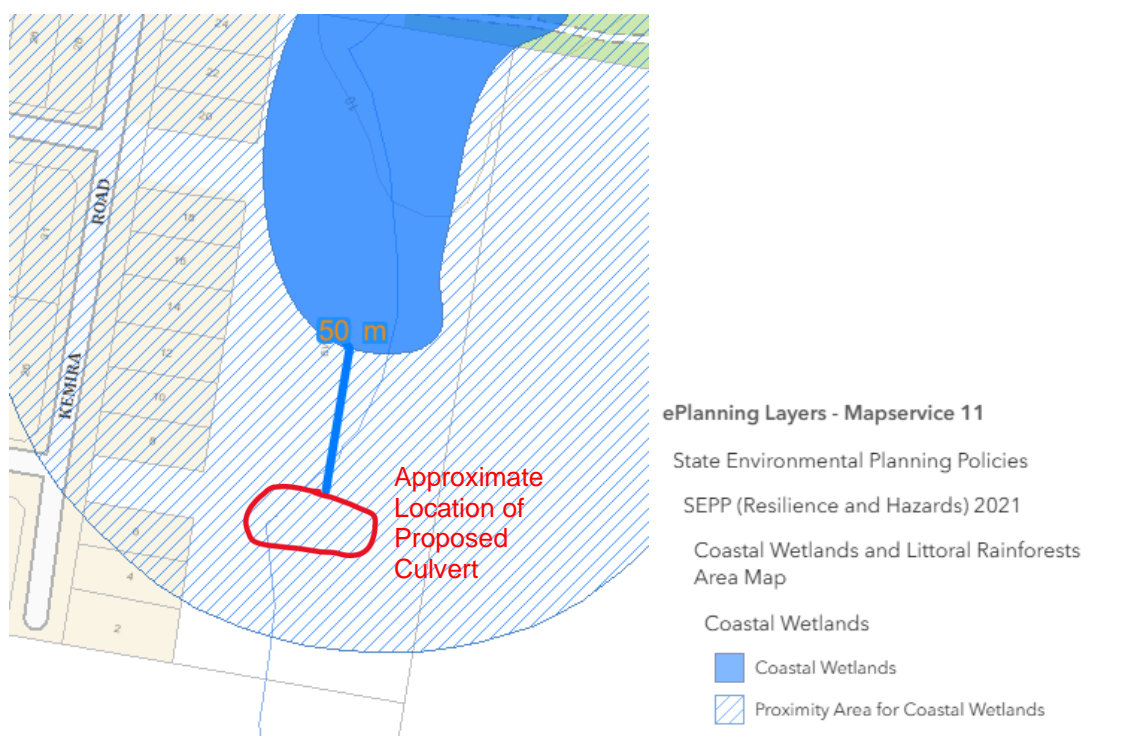 24
22
20
10
ROAD
18
16
14
50 m
12
KEMIRA
10
8
Approximate
Location of
Proposed
Culvert
6
4
2
ePlanning Layers - Mapservice 11
State Environmental Planning Policies
SEPP (Resilience and Hazards) 2021
Coastal Wetlands and Littoral Rainforests
Area Map
Coastal Wetlands
Coastal Wetlands
Proximity Area for Coastal Wetlands